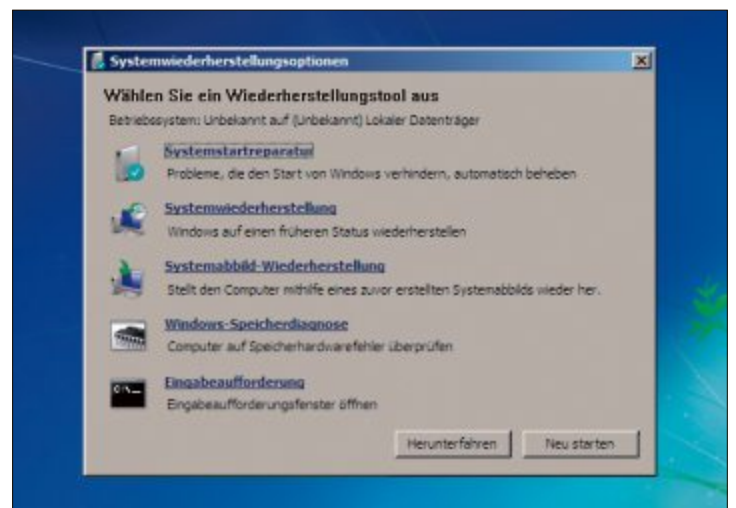 Systemwiederherstellungsoptionen
Wählen Sie ein Wiederherstellungstool aus
Betriebssystem: Unbekannt auf (Unbekannt) Lokaler Datenträger
Systemstartreparatur
Probleme, die den Start von Windows verhindern, automatisch beheben
Systemwiederherstellung
Windows auf einen früheren Status wiederherstellen
Systemabbild-Wiederherstellung
Stellt den Computer mithilfe eines zuvor erstellten Systemabbilds wieder her.
Windows-Speicherdiagnose
Computer auf Speicherhardwarefehler überprüfen
C:\_
Eingabeaufforderung
Eingabeaufforderungsfenster öffnen
Herunterfahren
Neu starten